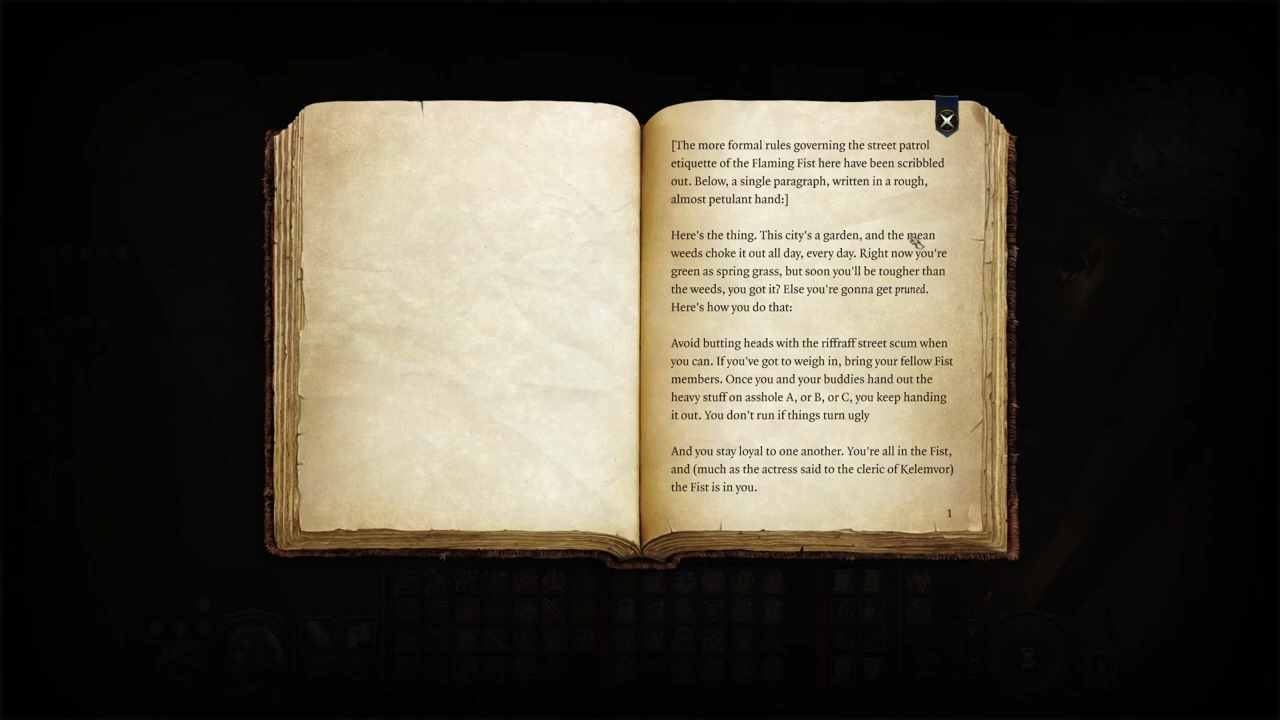 [The more formal rules governing the street patrol
etiquette of the Flaming Fist here have been scribbled
out. Below, a single paragraph, written in a rough,
almost petulant hand:]
Here's the thing. This city's a garden, and the mean
weeds choke it out all day, every day. Right now you're
green as spring grass, but soon you'll be tougher than
the weeds, you got it? Else you're gonna get pruned.
Here's how you do that:
Avoid butting heads with the riffraff street scum when
you can. If you've got to weigh in, bring your fellow Fist
members. Once you and your buddies hand out the
heavy stuff on asshole A, or B, or C, you keep handing
it out. You don't run if things turn ugly
And you stay loyal to one another. You're all in the Fist,
and (much as the actress said to the cleric of Kelemvor)
the Fist is in you.
1